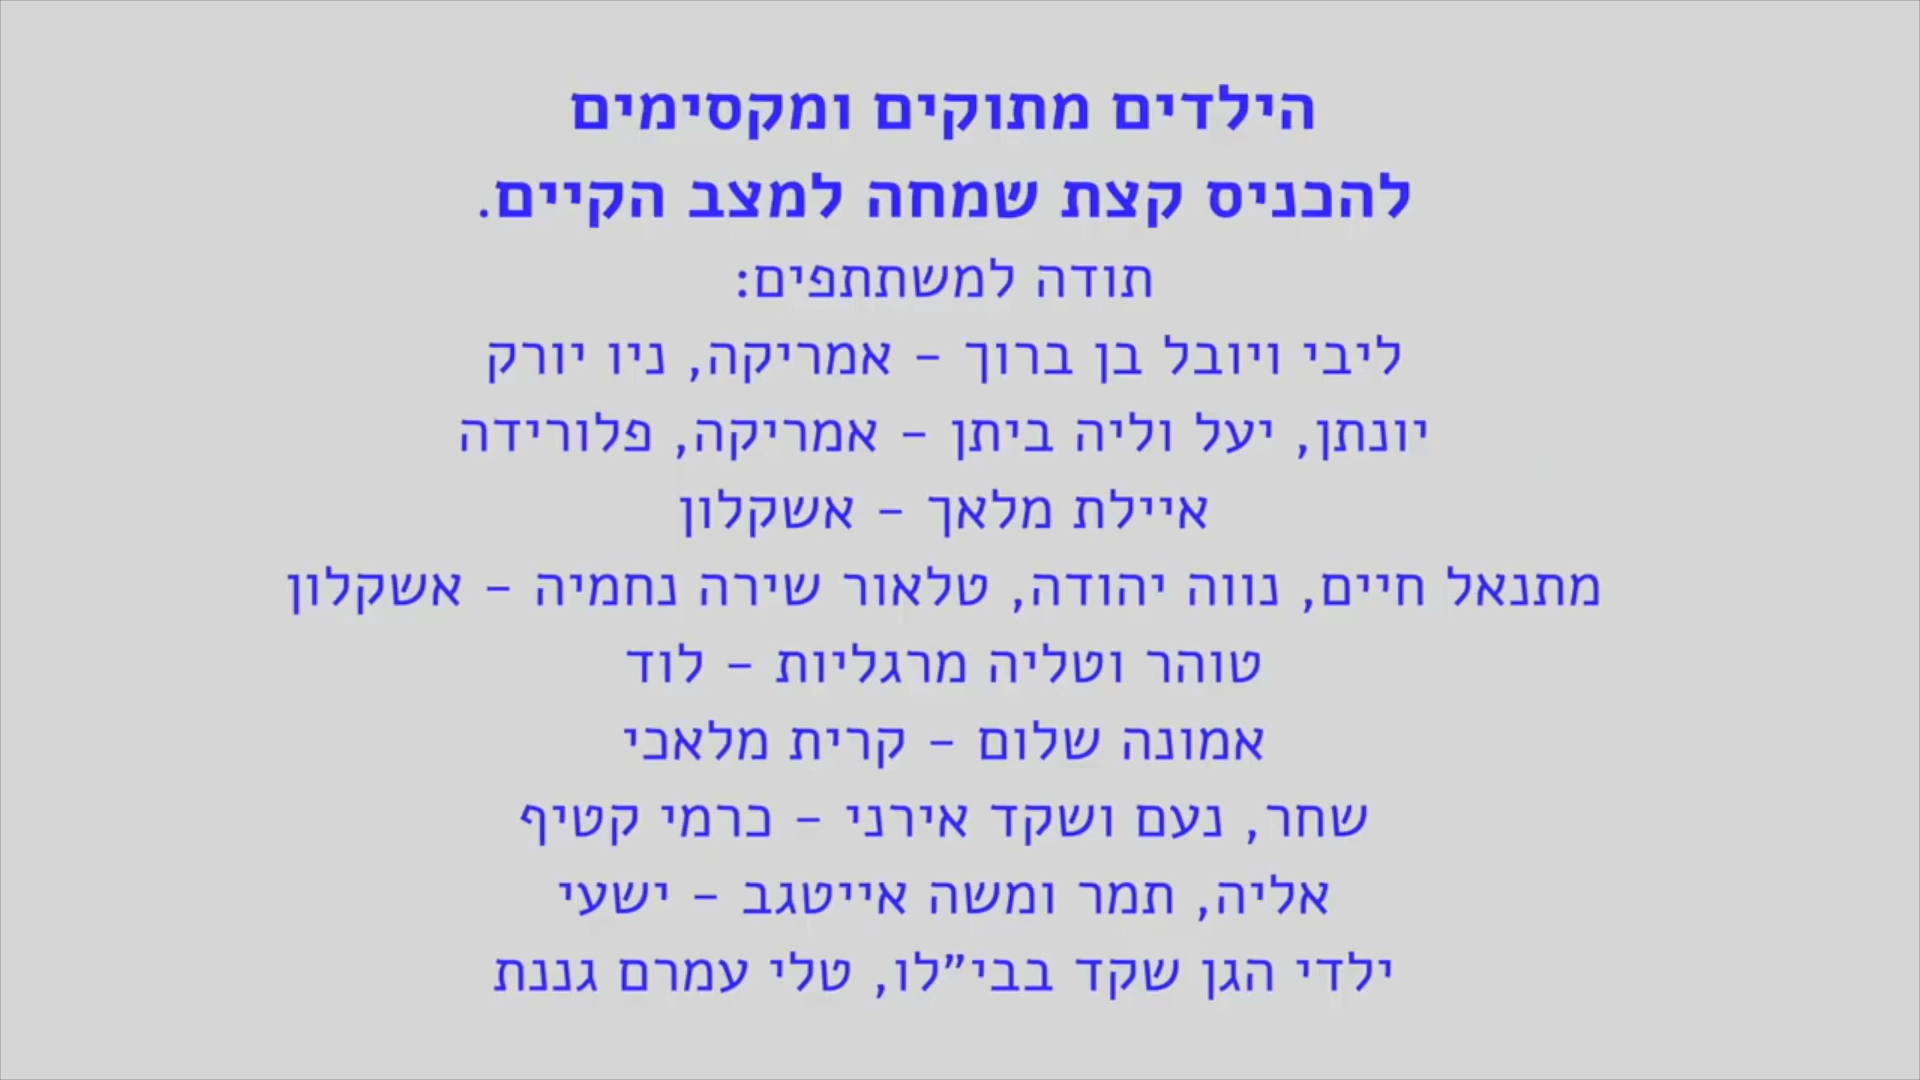 הילדים מתוקים ומקסימים
להכניס קצת שמחה למצב הקיים.
תודה למשתתפים:
ליבי ויובל בן ברוך – אמריקה, ניו יורק
יונתן, יעל וליה ביתן – אמריקה, פלורידה
איילת מלאך – אשקלון
מתנאל חיים, נווה יהודה, טלאור שירה נחמיה – אשקלון
טוהר וטליה מרגליות – לוד
אמונה שלום – קרית מלאכי
שחר, נעם ושקד אירני – כרמי קטיף
אליה, תמר ומשה אייטגב – ישעי
ילדי הגן שקד בבי״לו, טלי עמרם גננת